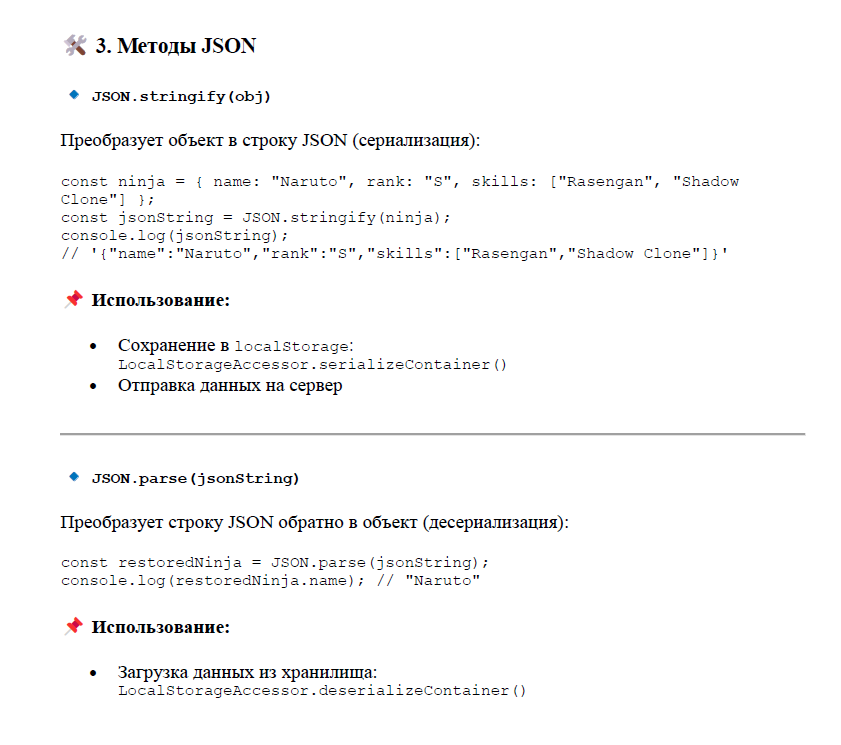 🛠 3. Методы JSON
🔹 JSON.stringify(obj)
Преобразует объект в строку JSON (сериализация):
const ninja = { name: "Naruto", rank: "S", skills: ["Rasengan", "Shadow
Clone"] };
const jsonString = JSON.stringify(ninja);
console.log(jsonString);
// '{"name":"Naruto","rank":"S","skills":["Rasengan","Shadow Clone"]}'
📌 Использование:
• Сохранение в localStorage:
LocalStorageAccessor.serializeContainer()
• Отправка данных на сервер
🔹 JSON.parse(jsonString)
Преобразует строку JSON обратно в объект (десериализация):
const restoredNinja = JSON.parse(jsonString);
console.log(restoredNinja.name); // "Naruto"
📌 Использование:
• Загрузка данных из хранилища:
LocalStorageAccessor.deserializeContainer()